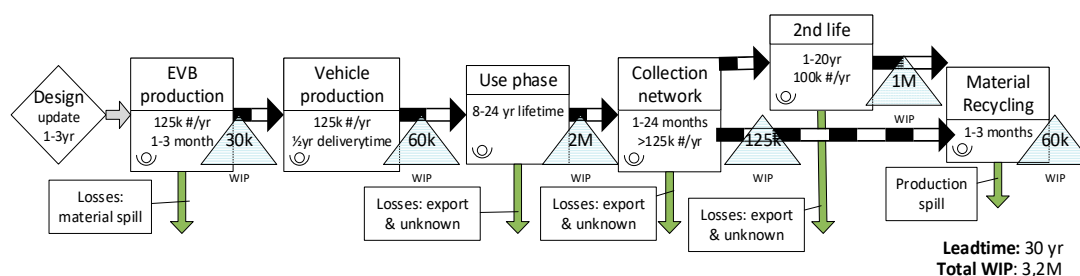 Design
update
1-3yr
EVB
production
125k #/yr
1-3 month
30k
WIP
Losses:
material spill
Vehicle
production
125k #/yr
½yr deliverytime
60k
WIP
Use phase
8-24 yr lifetime
2M
WIP
Losses: export
& unknown
Collection
network
1-24 months
>125k #/yr
125k
WIP
Losses: export
& unknown
2nd life
1-20yr
100k #/yr
1M
WIP
Losses: export
& unknown
Material
Recycling
1-3 months
60k
WIP
Production
spill
Leadtime: 30 yr
Total WIP: 3,2M